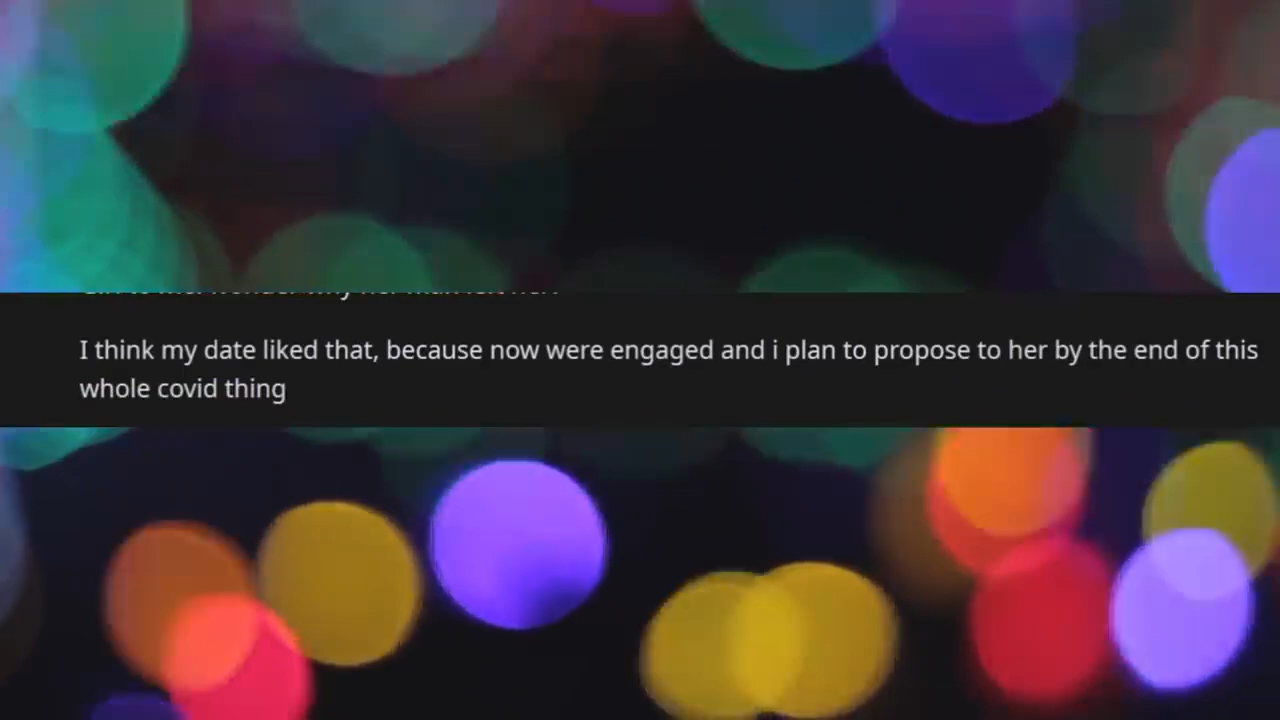 I think my date liked that, because now were engaged and i plan to propose to her by the end of this
whole covid thing